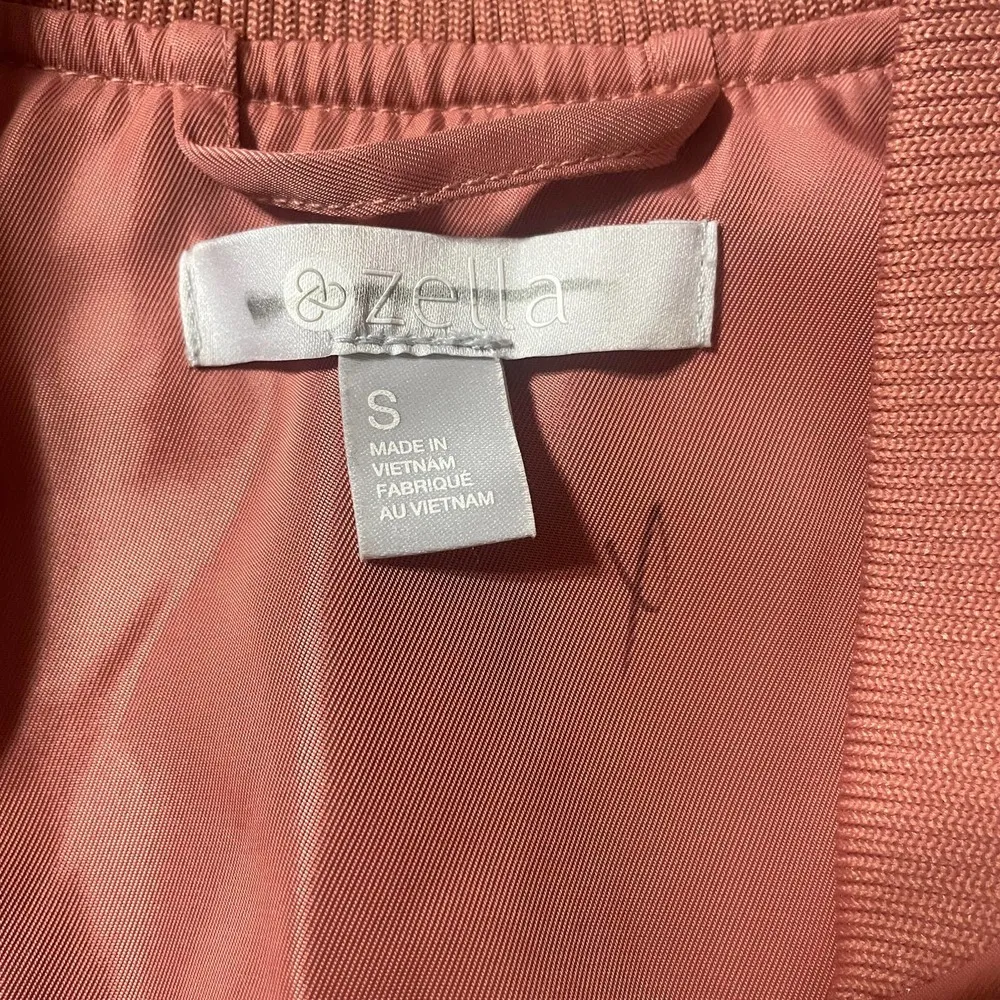 zella
S
MADE IN
VIETNAM
FABRIQUÉ
AU VIETNAM